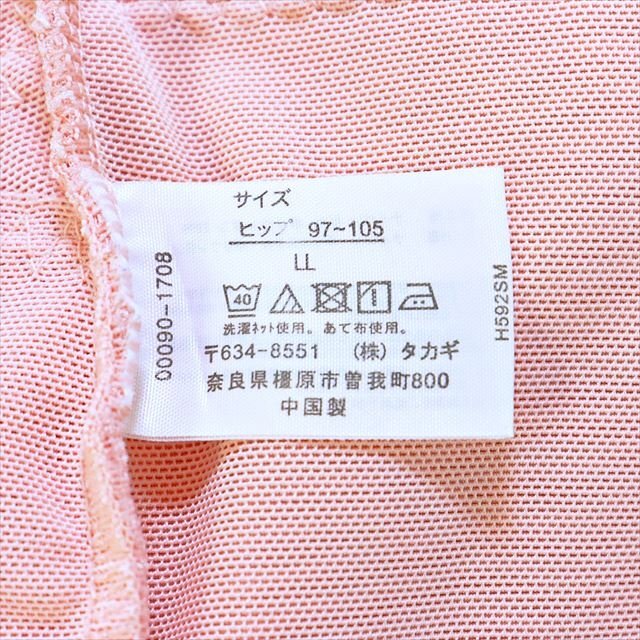 サイズ
ヒップ 97~105
LL
40
洗濯ネット使用。あて布使用。
〒634-8551 (株) タカギ
奈良県橿原市曽我町800
中国製
00090-1708
H592SM